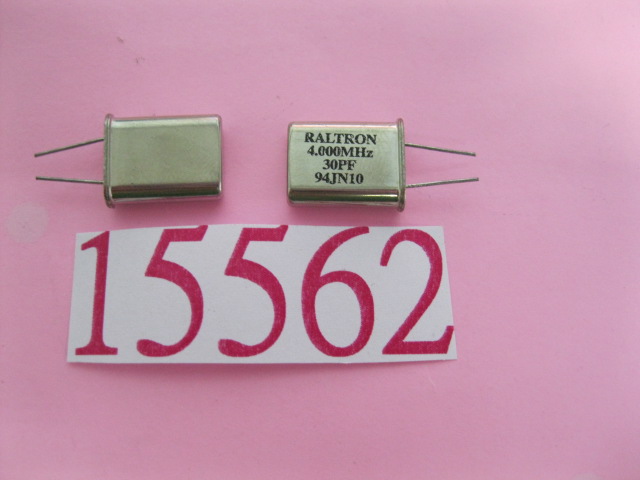 RALTRON
4.000MHz
30PF
94JN10
15562